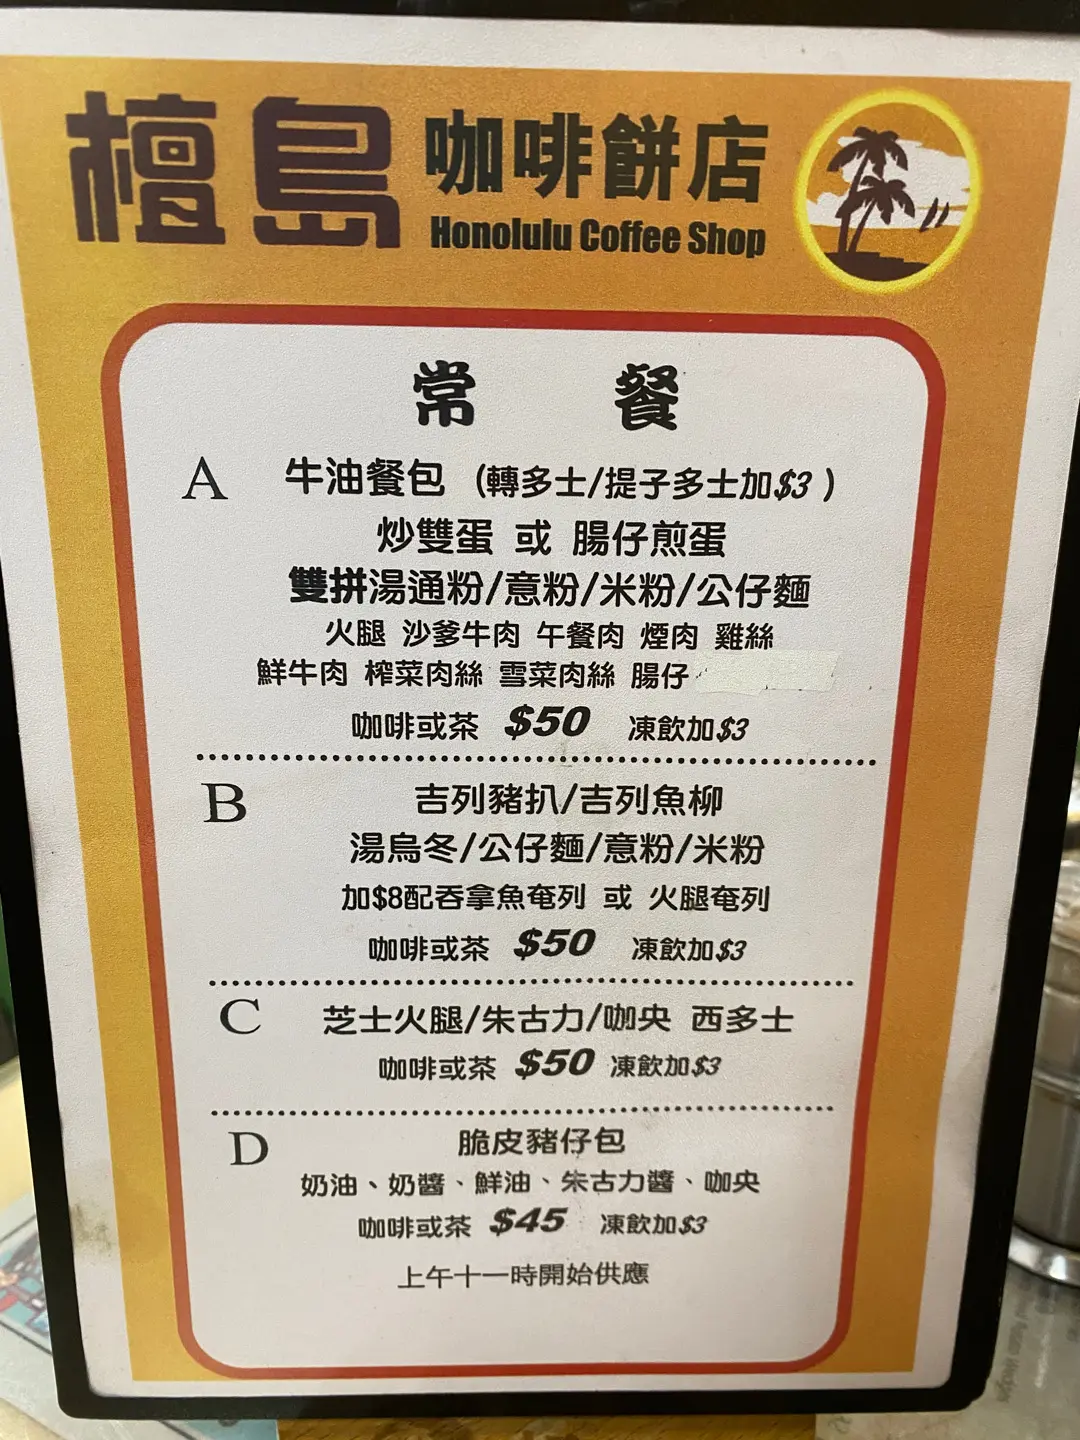 檀島 咖啡餅店
Honolulu Coffee Shop
常 餐
A 牛油餐包 (轉多士/提子多士加$3 )
炒雙蛋 或 腸仔煎蛋
雙拼湯通粉/意粉/米粉/公仔麵
火腿 沙爹牛肉 午餐肉 煙肉 雞絲
鮮牛肉 榨菜肉絲 雪菜肉絲 腸仔
咖啡或茶 $50 凍飲加$3
B 吉列豬扒/吉列魚柳
湯烏冬/公仔麵/意粉/米粉
加$8配吞拿魚奄列 或 火腿奄列
咖啡或茶 $50 凍飲加$3
C 芝士火腿/朱古力/咖央 西多士
咖啡或茶 $50 凍飲加$3
D 脆皮豬仔包
奶油、奶醬、鮮油、朱古力醬、咖央
咖啡或茶 $45 凍飲加$3
上午十一時開始供應